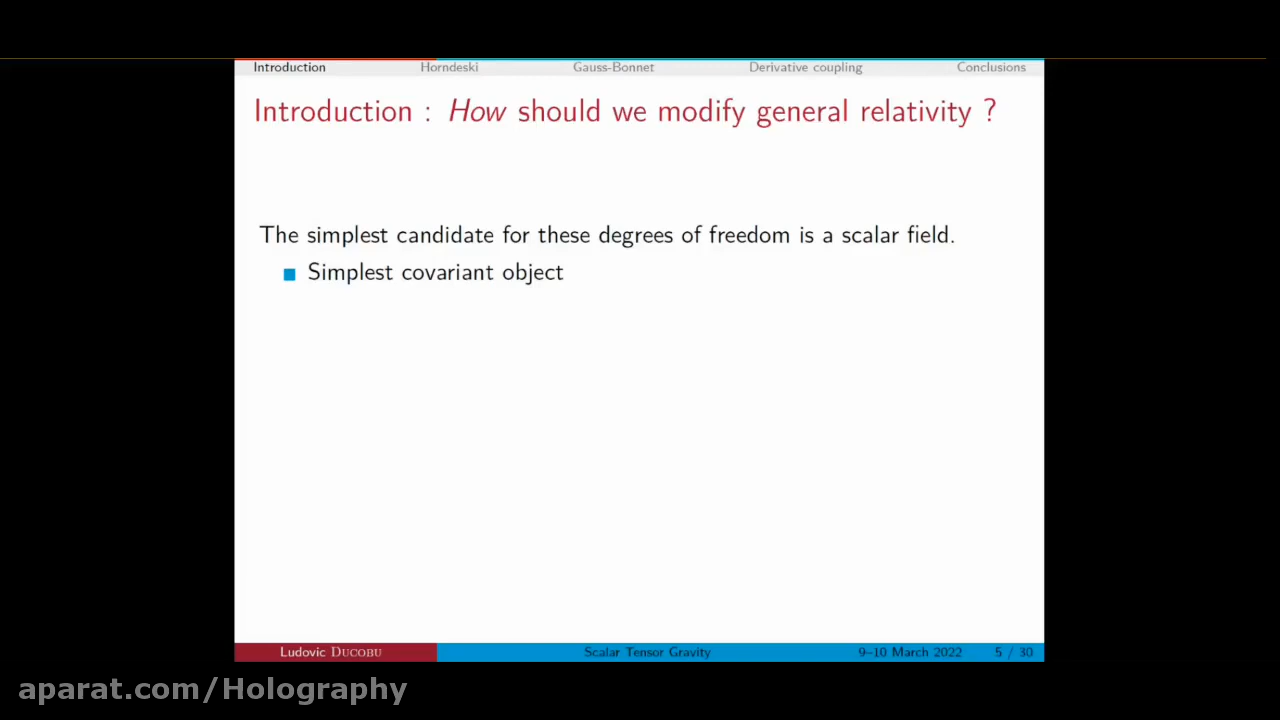 Introduction Horndeski Gauss-Bonnet Derivative coupling Conclusions
Introduction : How should we modify general relativity ?
The simplest candidate for these degrees of freedom is a scalar field.
Simplest covariant object
Ludovic Ducobu Scalar Tensor Gravity 9–10 March 2022 5 / 30
aparat.com/Holography